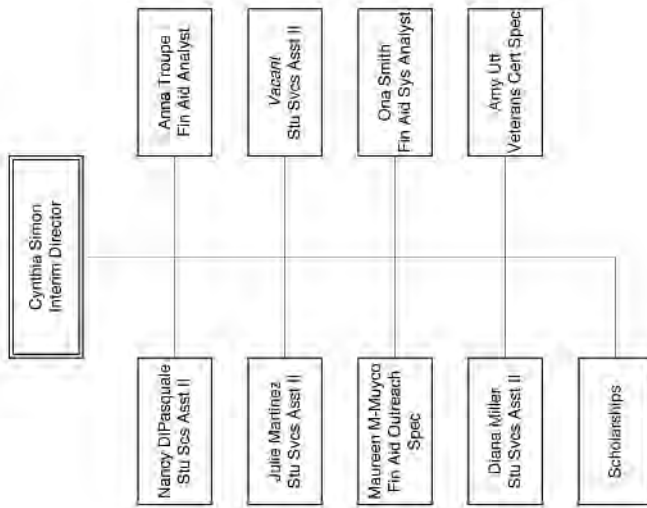 Cynthia Simon
Interim Director
Nancy DiPasquale
Stu Scs Asst II
Anna Troupe
Fin Aid Analyst
Julie Martinez
Stu Svcs Asst II
Vacant
Stu Svcs Asst II
Maureen M-Muyco
Fin Aid Outreach
Spec
Ona Smith
Fin Aid Sys Analyst
Diana Miller
Stu Svcs Asst II
Amy Utt
Veterans Cert Spec
Scholarships